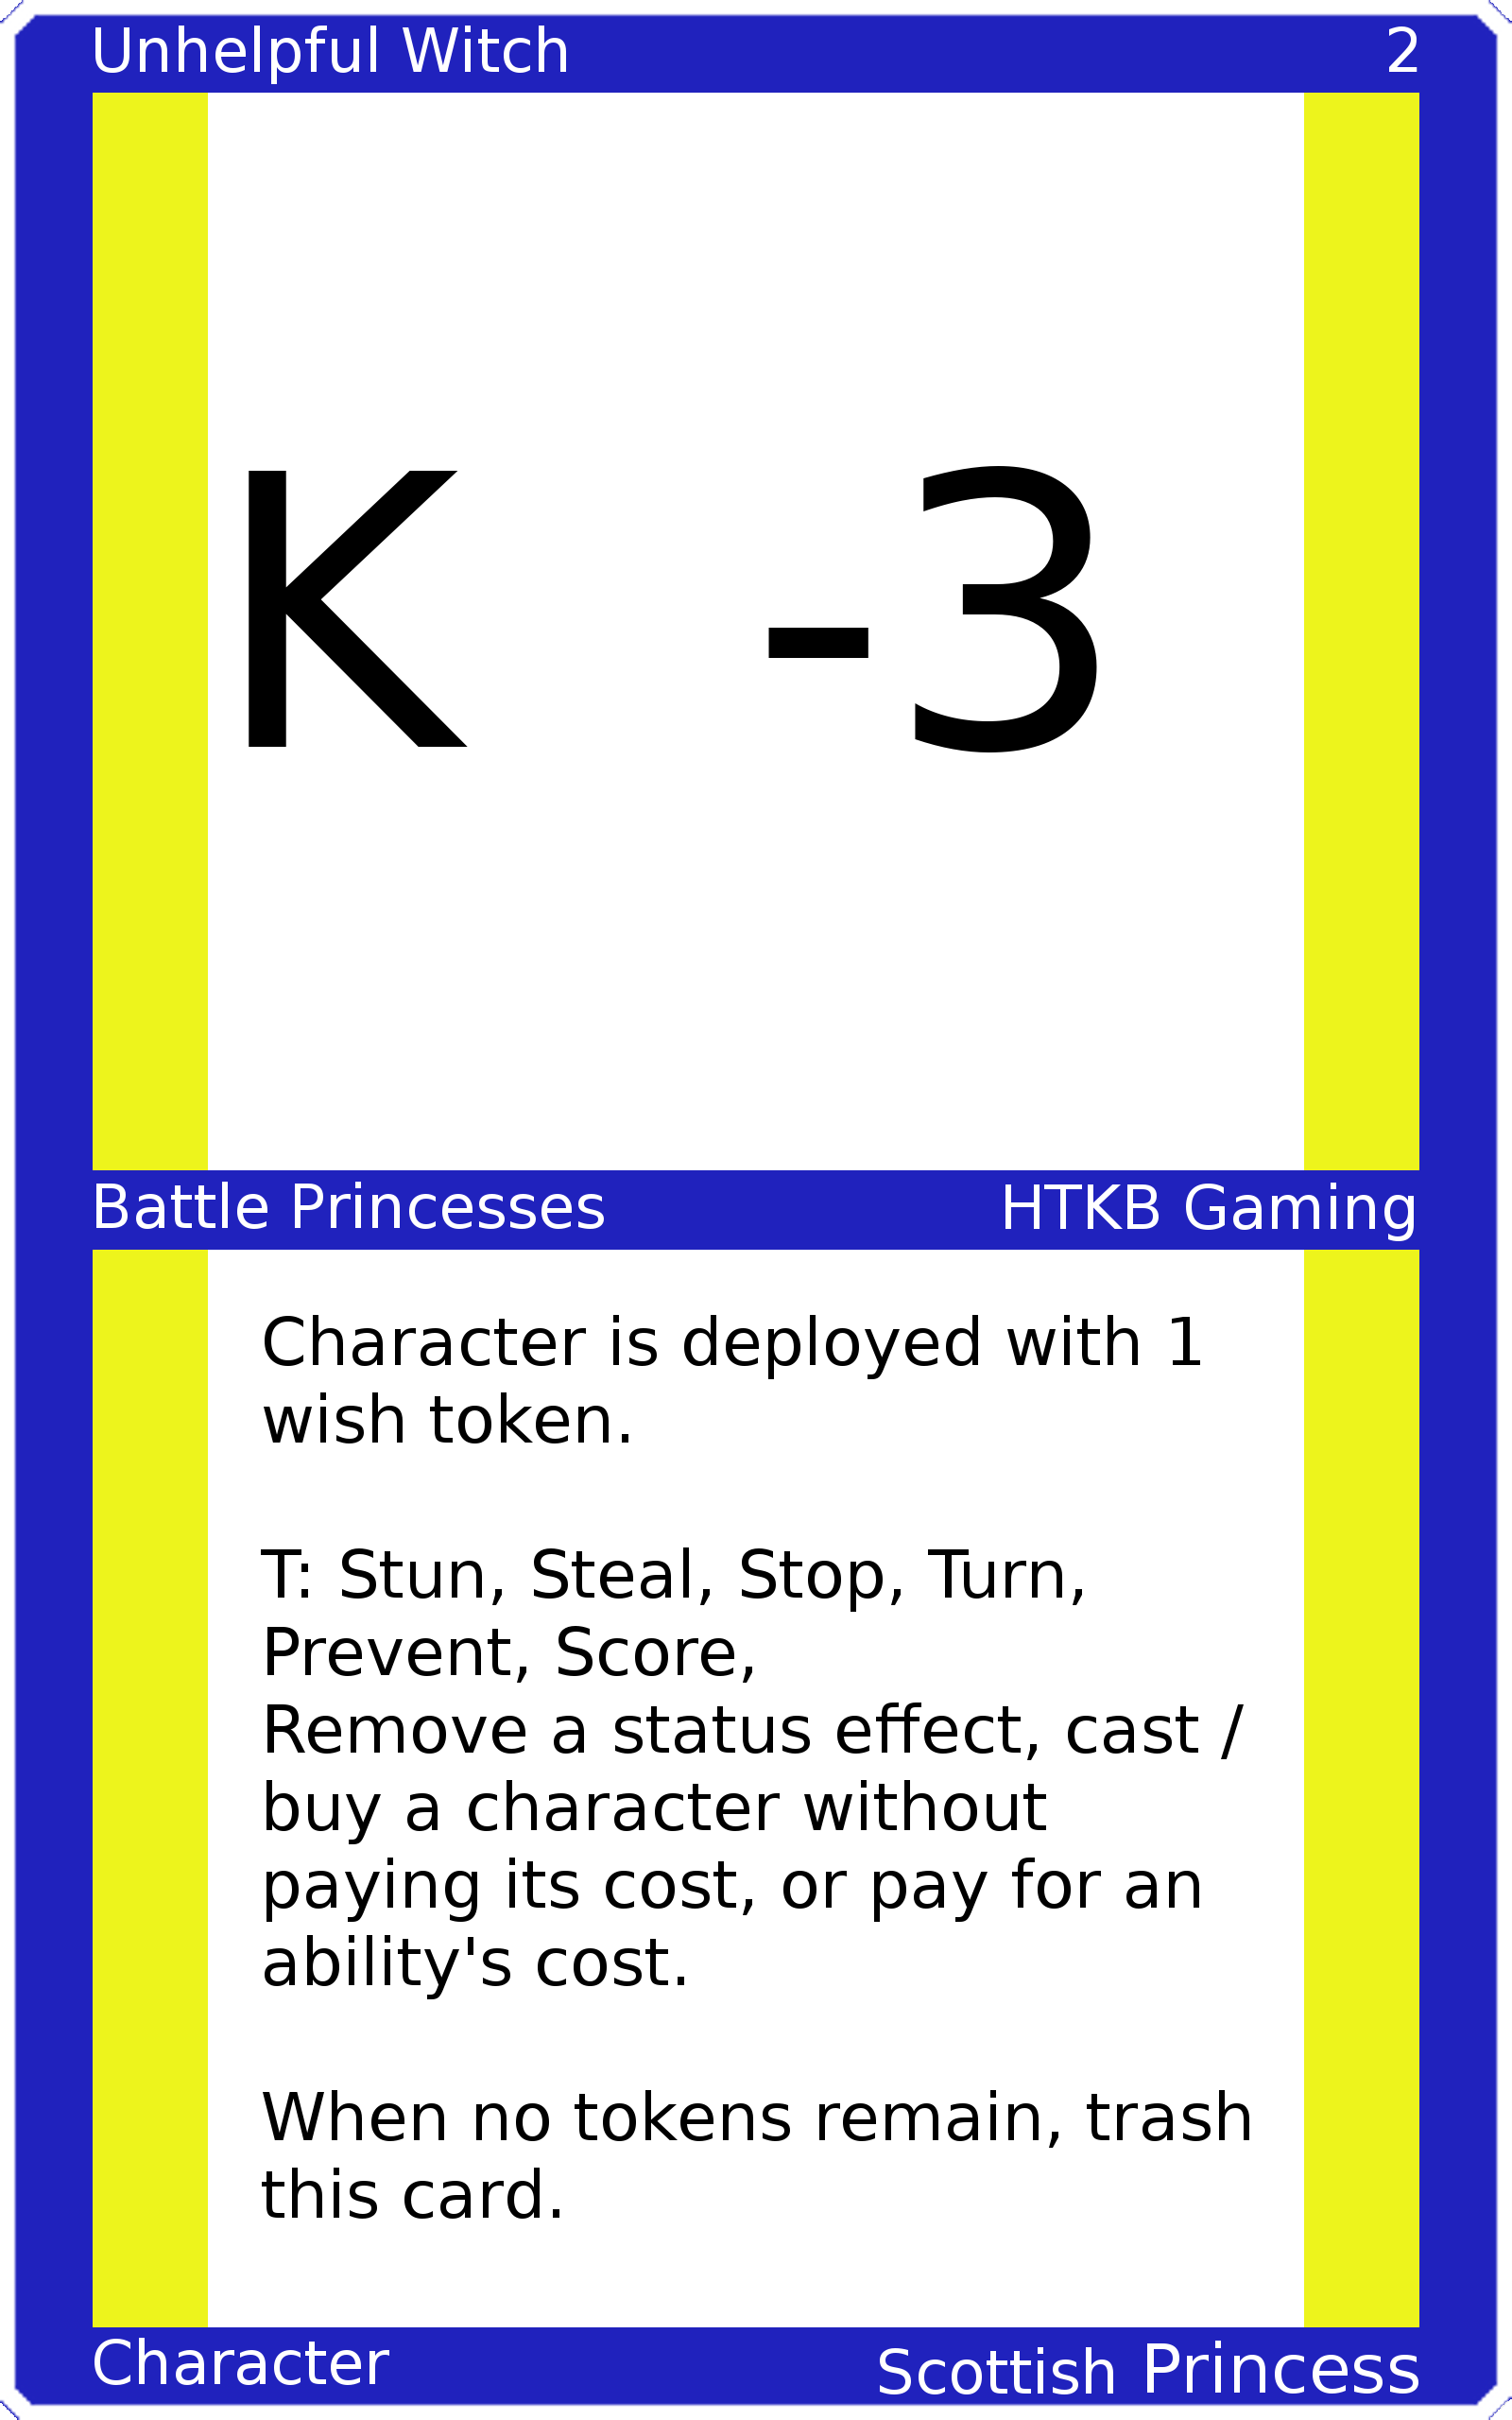 Unhelpful Witch 2
K -3
Battle Princesses HTKB Gaming
Character is deployed with 1
wish token.
T: Stun, Steal, Stop, Turn,
Prevent, Score,
Remove a status effect, cast /
buy a character without
paying its cost, or pay for an
ability's cost.
When no tokens remain, trash
this card.
Character Scottish Princess